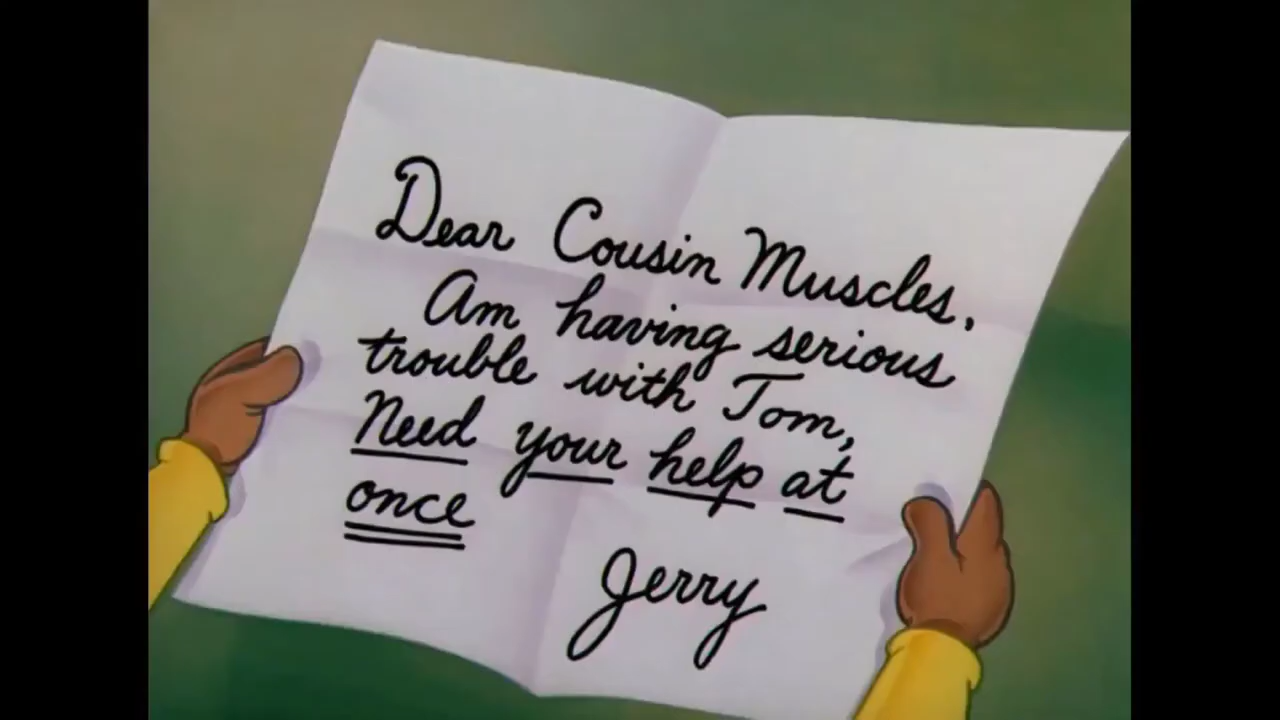 Dear Cousin Muscles,
Am having serious
trouble with Tom,
Need your help at
once
Jerry